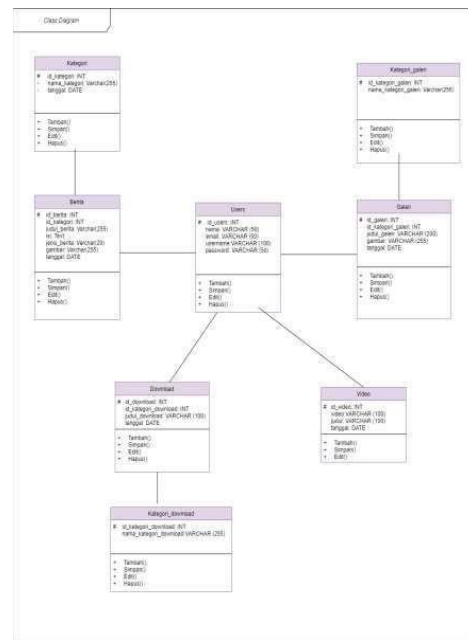 Class Diagram
Kategori
# id_kategori: INT
- nama_kategori: Varchar(255)
- tanggal: DATE
+ Tambah()
+ Simpan()
+ Edit()
+ Hapus()
Kategori_galeri
# id_kategori_galeri: INT
nama_kategori_galeri: Varchar(255)
+ Tambah()
+ Simpan()
+ Edit()
+ Hapus()
Berita
# id_berita: INT
id_kategori: INT
judul_berita: Varchar(255)
isi: Text
jenis_berita: Varchar(20)
gambar: Varchar(255)
tanggal: DATE
+ Tambah()
+ Simpan()
+ Edit()
+ Hapus()
Users
# id_users: INT
nama: VARCHAR (50)
email: VARCHAR (50)
username: VARCHAR (100)
password: VARCHAR (50)
+ Tambah()
+ Simpan()
+ Edit()
+ Hapus()
Galeri
# id_galeri: INT
id_kategori_galeri: INT
judul_galeri: VARCHAR (200)
gambar: VARCHAR (255)
tanggal: DATE
+ Tambah()
+ Simpan()
+ Edit()
+ Hapus()
Download
# id_download: INT
id_kategori_download: INT
judul_download: VARCHAR (100)
tanggal: DATE
+ Tambah()
+ Simpan()
+ Edit()
+ Hapus()
Video
# id_video: INT
video VARCHAR (100)
judul: VARCHAR (100)
tanggal: DATE
+ Tambah()
+ Simpan()
+ Edit()
Kategori_download
# id_kategori_download: INT
nama_kategori_download VARCHAR (255)
+ Tambah()
+ Simpan()
+ Edit()
+ Hapus()